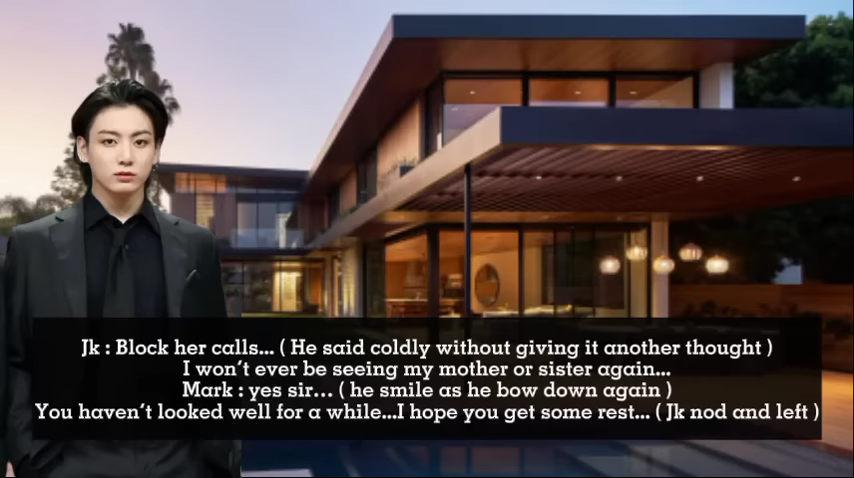 Jk : Block her calls... ( He said coldly without giving it another thought )
I won't ever be seeing my mother or sister again...
Mark : yes sir... ( he smile as he bow down again )
You haven't looked well for a while...I hope you get some rest... ( Jk nod and left )